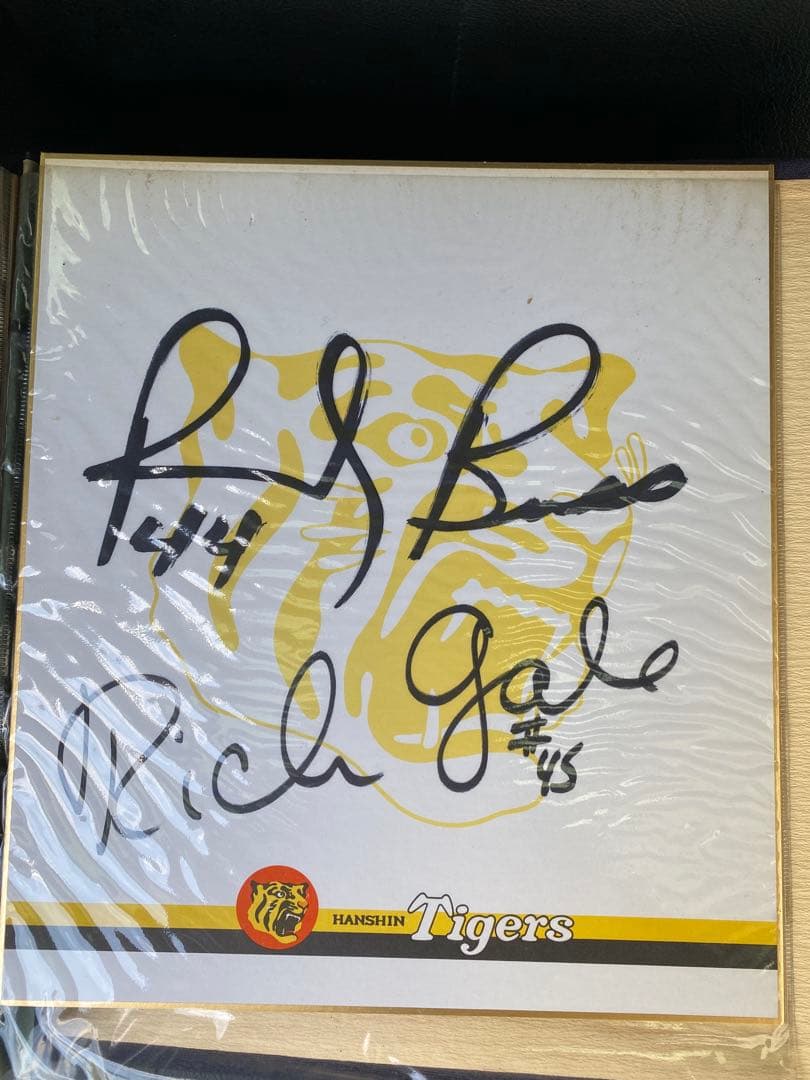 Randy Bass
44
Rich Gale
#45
HANSHIN Tigers